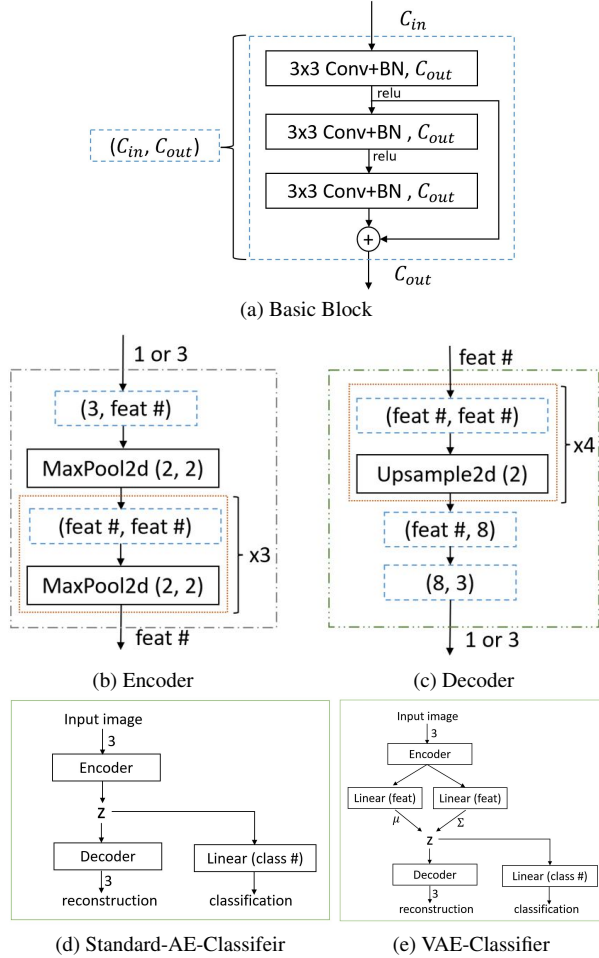 C_in
3x3 Conv+BN, C_out
relu
(C_in, C_out)
3x3 Conv+BN , C_out
relu
3x3 Conv+BN , C_out
+
C_out
(a) Basic Block
1 or 3
(3, feat #)
MaxPool2d (2, 2)
(feat #, feat #)
x3
MaxPool2d (2, 2)
feat #
(b) Encoder
feat #
(feat #, feat #)
x4
Upsample2d (2)
(feat #, 8)
(8, 3)
1 or 3
(c) Decoder
Input image
3
Encoder
z
Decoder
Linear (class #)
3
reconstruction
classification
(d) Standard-AE-Classifeir
Input image
3
Encoder
Linear (feat)
Linear (feat)
μ
Σ
z
Decoder
Linear (class #)
3
reconstruction
classification
(e) VAE-Classifier